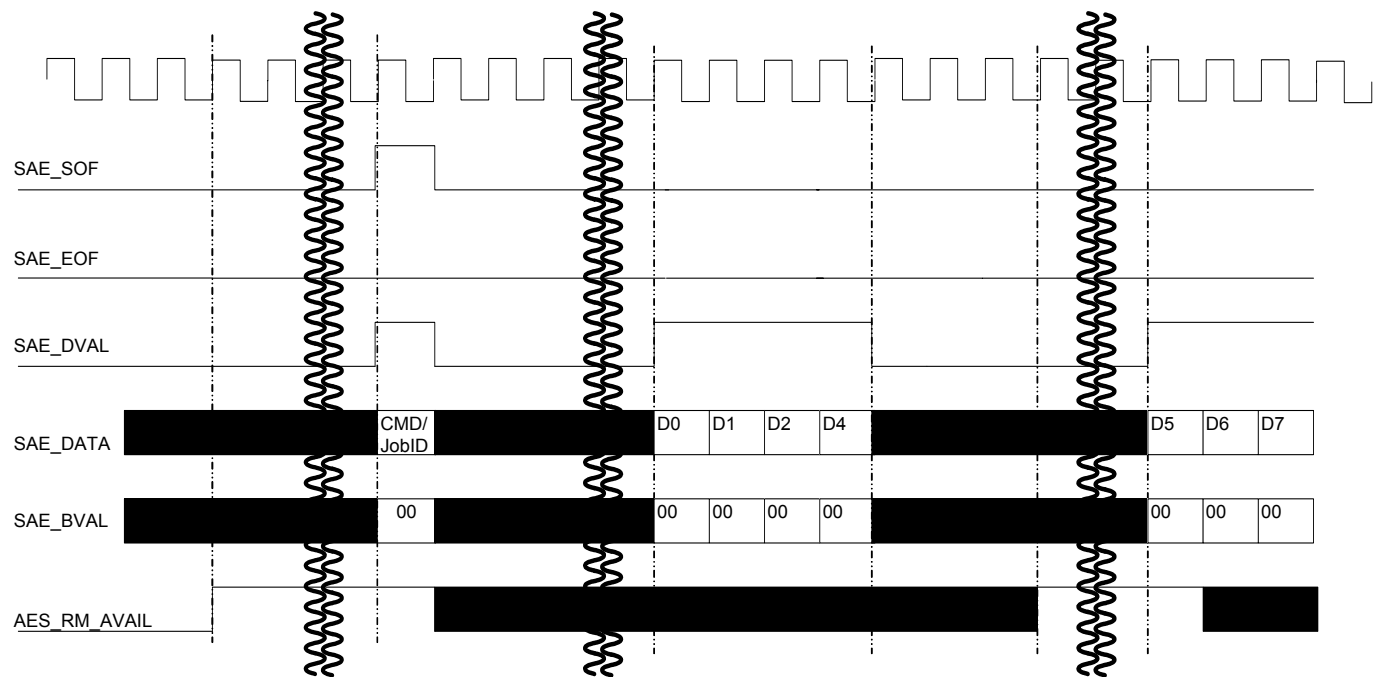 SAE_SOF
SAE_EOF
SAE_DVAL
SAE_DATA
CMD/
JobID
D0 D1 D2 D4 D5 D6 D7
SAE_BVAL
00 00 00 00 00 00 00 00
AES_RM_AVAIL